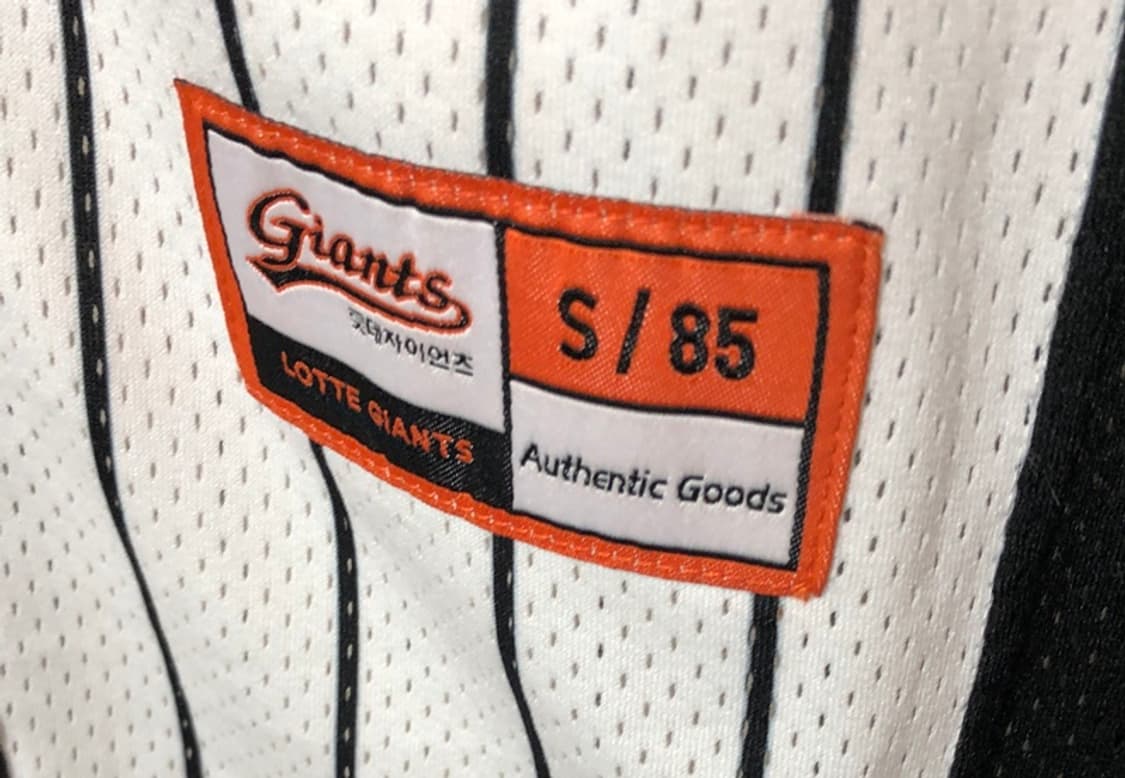 Giants
롯데자이언츠
LOTTE GIANTS
S / 85
Authentic Goods